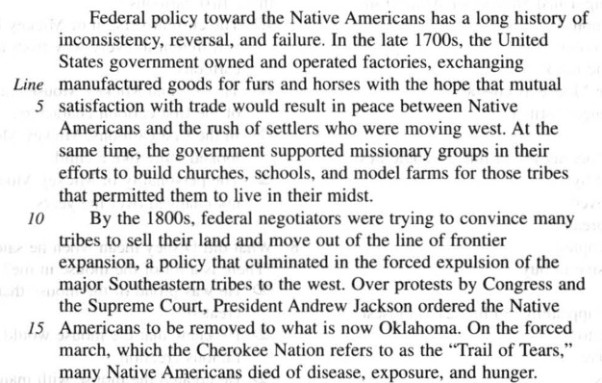 Federal policy toward the Native Americans has a long history of
inconsistency, reversal, and failure. In the late 1700s, the United
States government owned and operated factories, exchanging
Line manufactured goods for furs and horses with the hope that mutual
5 satisfaction with trade would result in peace between Native
Americans and the rush of settlers who were moving west. At the
same time, the government supported missionary groups in their
efforts to build churches, schools, and model farms for those tribes
that permitted them to live in their midst.
10 By the 1800s, federal negotiators were trying to convince many
tribes to sell their land and move out of the line of frontier
expansion, a policy that culminated in the forced expulsion of the
major Southeastern tribes to the west. Over protests by Congress and
the Supreme Court, President Andrew Jackson ordered the Native
15 Americans to be removed to what is now Oklahoma. On the forced
march, which the Cherokee Nation refers to as the “Trail of Tears,”
many Native Americans died of disease, exposure, and hunger.